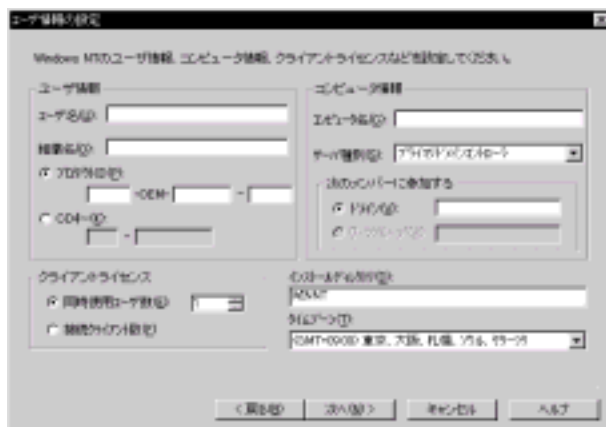 ユーザ情報の設定
Windows NTのユーザ情報、コンピュータ情報、クライアントライセンスなどを設定してください。
ユーザ情報
ユーザ名(U):
組織名(O):
プロダクトID(P):
-OEM- -
CDキー(K):
-
コンピュータ情報
コンピュータ名(C):
サーバ種別(S):
プライマリドメインコントローラ
次のメンバーに参加する
ドメイン(D):
クライアントライセンス
同時使用ユーザ数(E)
接続クライアント数(T)
インストールディレクトリ(I):
WINNT
タイムゾーン(T):
(GMT+09:00) 東京、大阪、札幌、ソウル、ヤクーツク
< 戻る(B)
次へ(N) >
キャンセル
ヘルプ